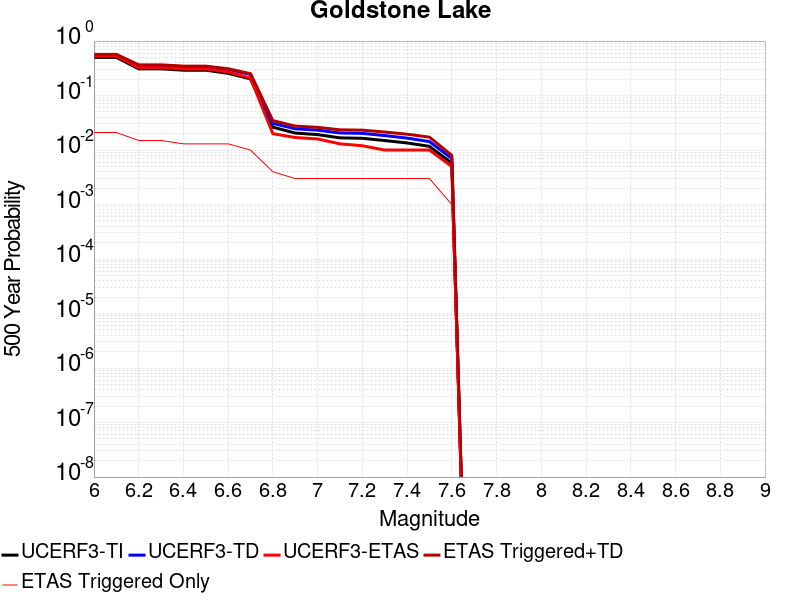 Goldstone Lake
10^0
10^-1
10^-2
10^-3
10^-4
10^-5
10^-6
10^-7
10^-8
500 Year Probability
6 6.2 6.4 6.6 6.8 7 7.2 7.4 7.6 7.8 8 8.2 8.4 8.6 8.8 9
Magnitude
UCERF3-TI UCERF3-TD UCERF3-ETAS ETAS Triggered+TD
ETAS Triggered Only